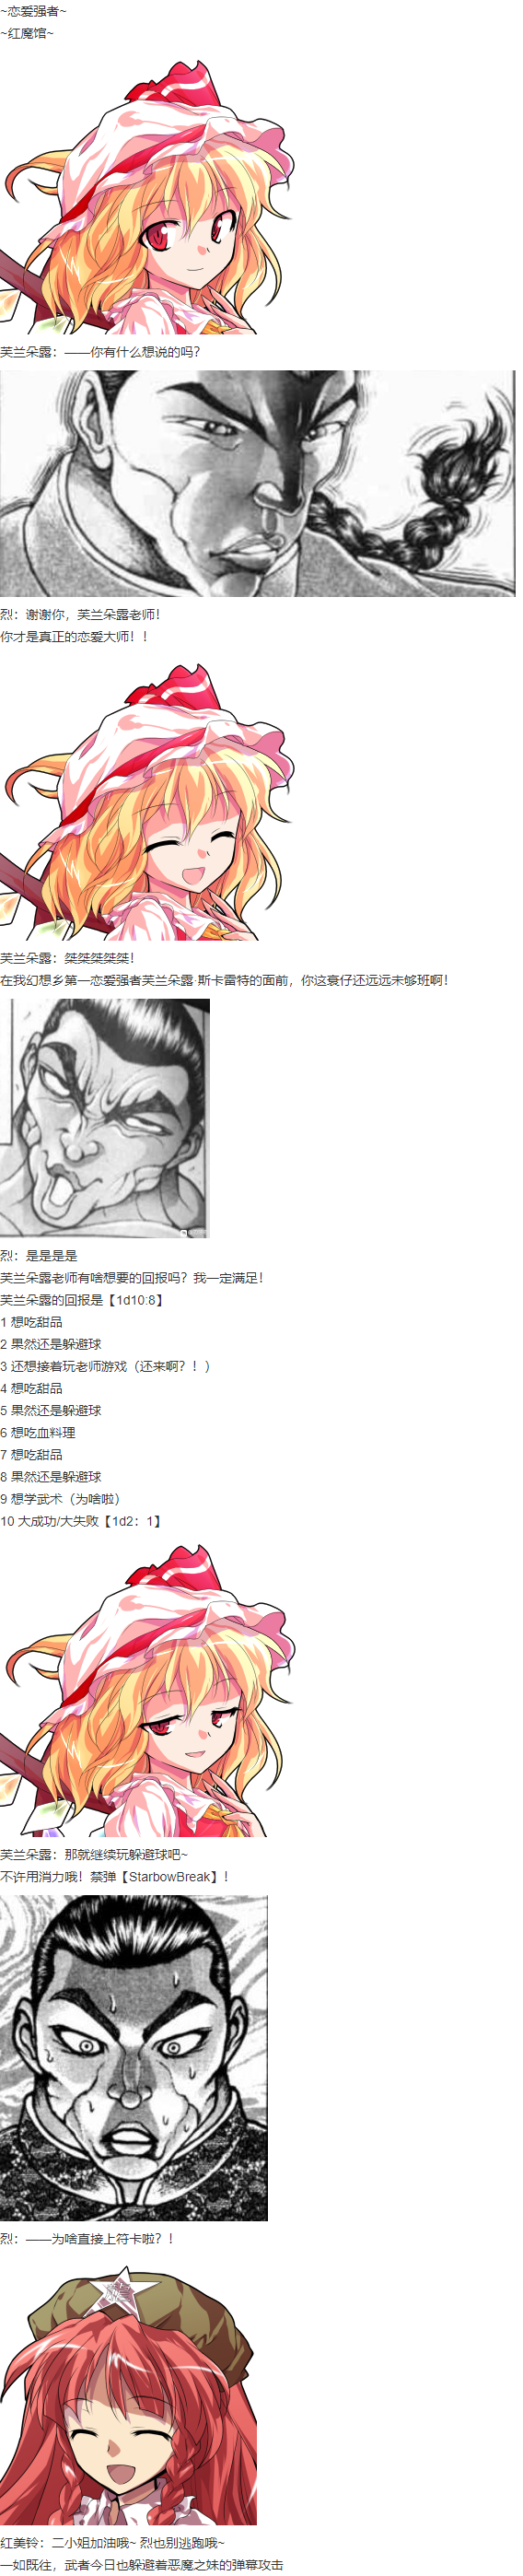 ~恋爱强者~
~红魔馆~
芙兰朵露：——你有什么想说的吗？
烈：谢谢你，芙兰朵露老师！
你才是真正的恋爱大师！！
芙兰朵露：桀桀桀桀桀！
在我幻想乡第一恋爱强者芙兰朵露·斯卡雷特的面前，你这衰仔还远远未够班啊！
烈：是是是是
芙兰朵露老师有啥想要的回报吗？我一定满足！
芙兰朵露的回报是【1d10:8】
1 想吃甜品
2 果然还是躲避球
3 还想接着玩老师游戏（还来啊？！）
4 想吃甜品
5 果然还是躲避球
6 想吃血料理
7 想吃甜品
8 果然还是躲避球
9 想学武术（为啥啦）
10 大成功/大失败【1d2：1】
芙兰朵露：那就继续玩躲避球吧~
不许用消力哦！禁弹【StarbowBreak】！
烈：——为啥直接上符卡啦？！
红美铃：二小姐加油哦~ 烈也别逃跑哦~
—如既往，武者今日也躲避着恶魔之妹的弹幕攻击